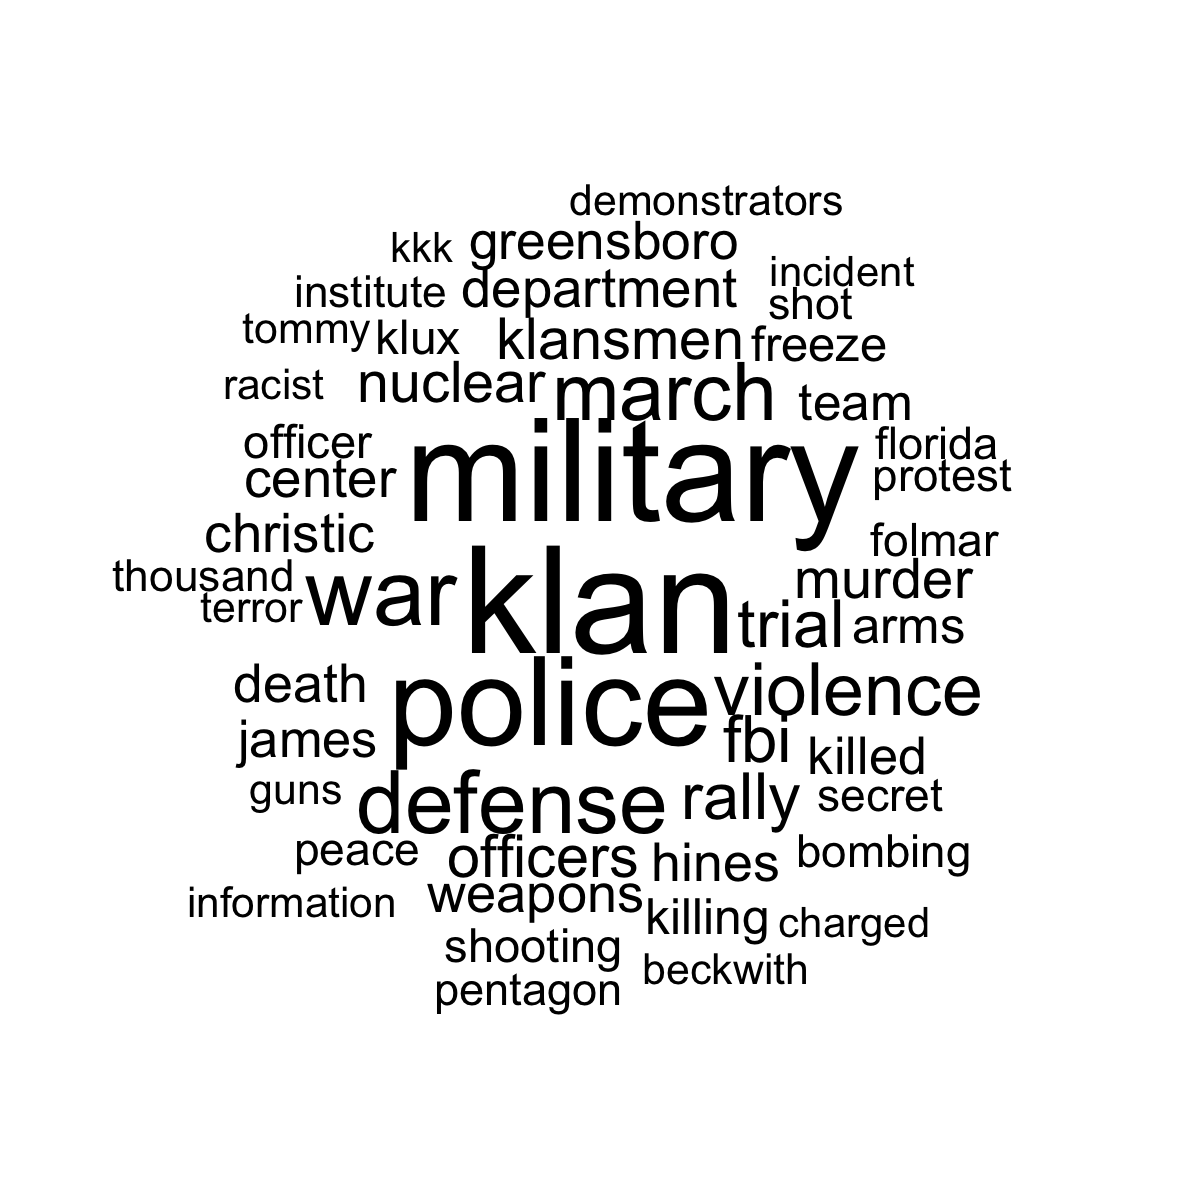 demonstrators
kkk greensboro
incident
institute department shot
tommy klux klansmen freeze
racist nuclear march team
officer military florida
center protest
christic folmar
thousand war klan murder
terror trial arms
death police violence
james fbi killed
guns defense rally secret
peace officers hines bombing
information weapons killing charged
shooting beckwith
pentagon